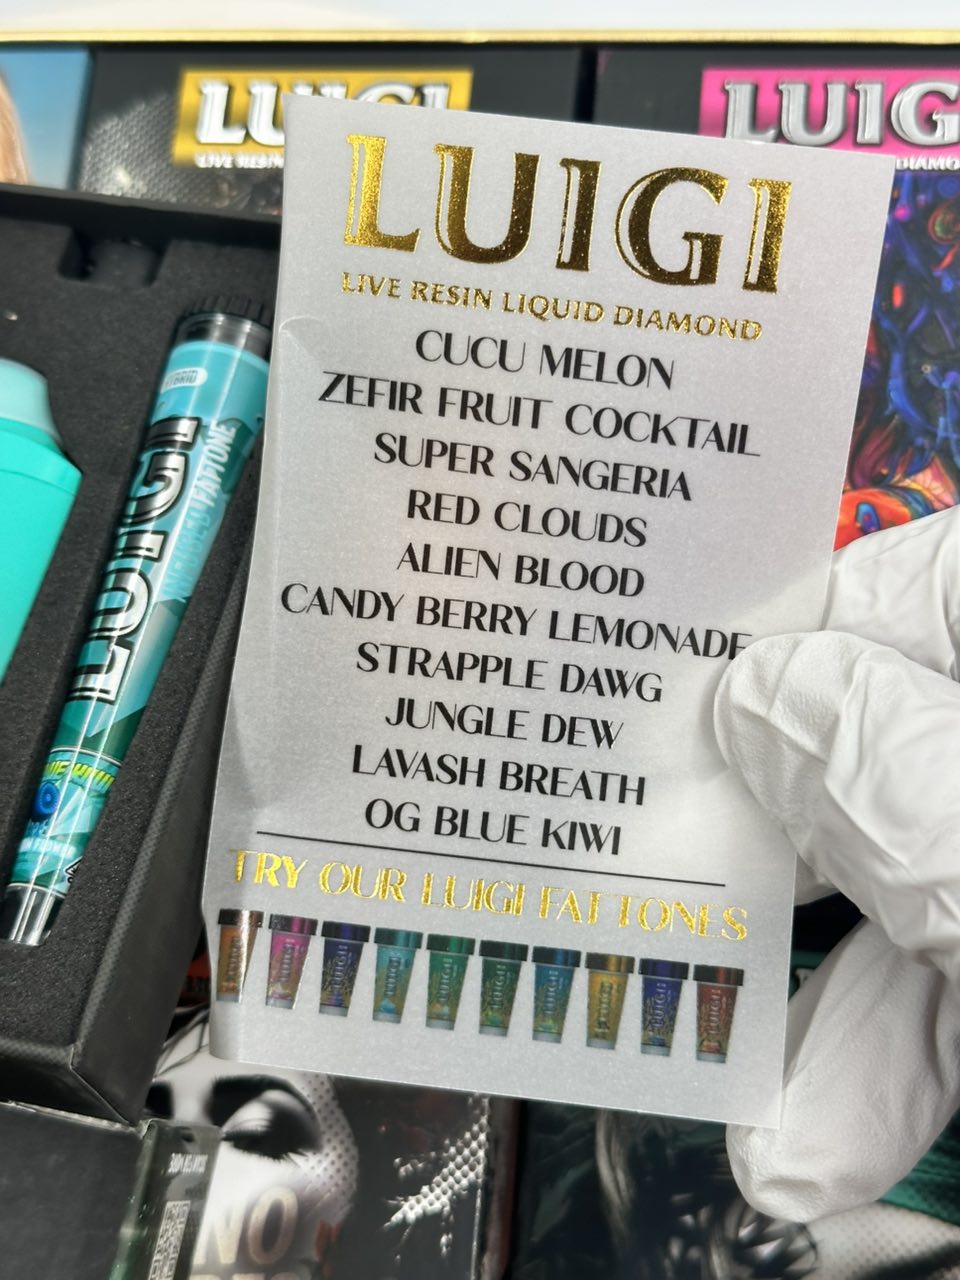 LUIGI
LIVE RESIN
LUIG
DIAMO
LUIGI
LIVE RESIN LIQUID DIAMOND
CUCU MELON
ZEFIR FRUIT COCKTAIL
SUPER SANGERIA
RED CLOUDS
ALIEN BLOOD
CANDY BERRY LEMONADE
STRAPPLE DAWG
JUNGLE DEW
LAVASH BREATH
OG BLUE KIWI
TRY OUR LUIGI FATTONES
HYBRID
LUIGI
INFUSED FATTONE
NO